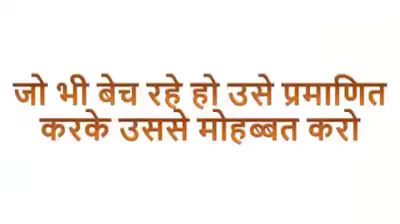 जो भी बेच रहे हो उसे प्रमाणित
करके उससे मोहब्बत करो